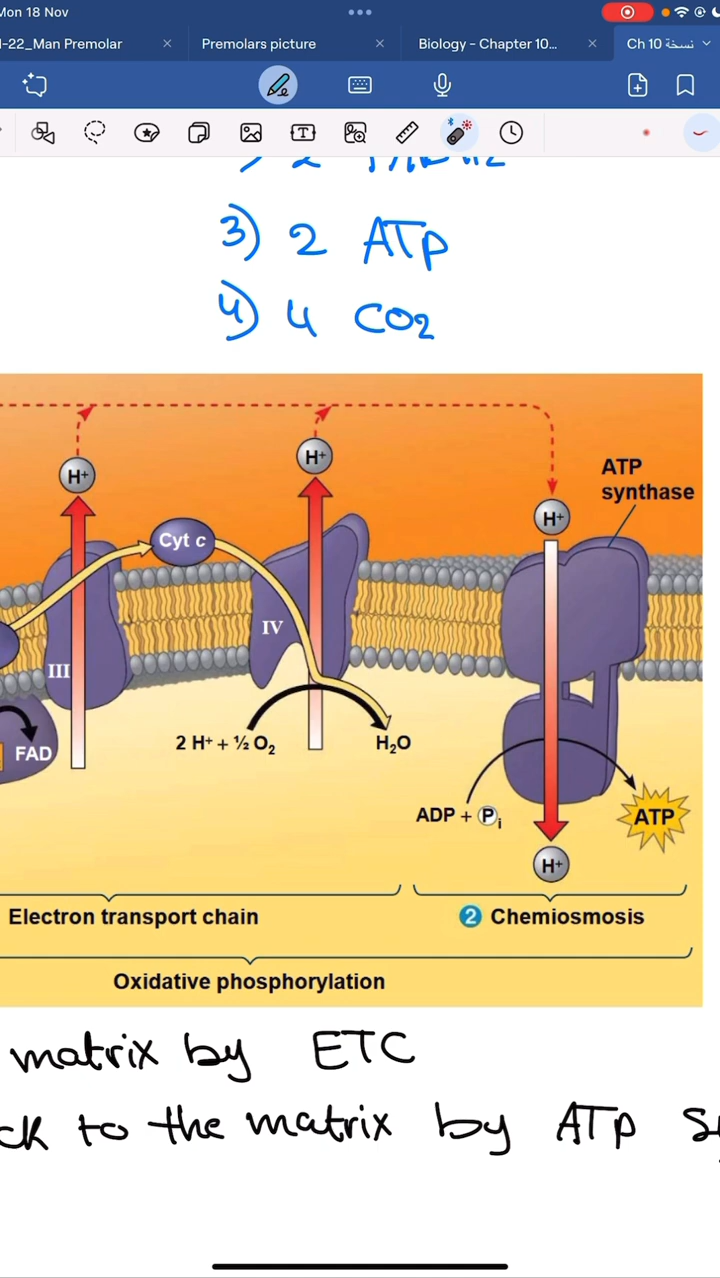 Mon 18 Nov
-22_Man Premolar
Premolars picture
Biology - Chapter 10...
Ch 10 نسخة
3) 2 ATP
4) 4 CO2
H+
H+
ATP
synthase
H+
Cyt c
IV
III
2 H+ + ½ O2
H2O
FAD
ADP + Pi
ATP
H+
Electron transport chain
2 Chemiosmosis
Oxidative phosphorylation
matrix by ETC
ck to the matrix by ATP